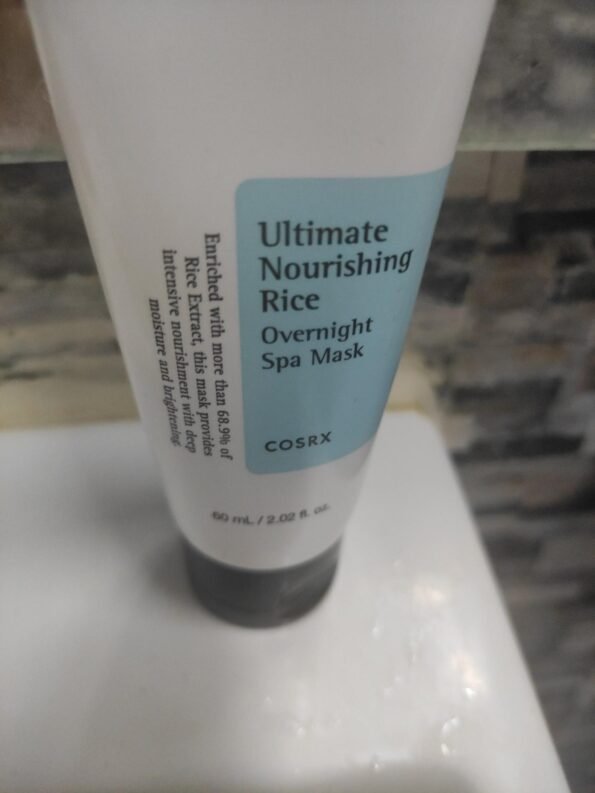 Ultimate
Nourishing
Rice
Overnight
Spa Mask
COSRX
Enriched with more than 68.9% of
Rice Extract, this mask provides
intensive nourishment with deep
moisture and brightening.
60 mL / 2.02 fl. oz.